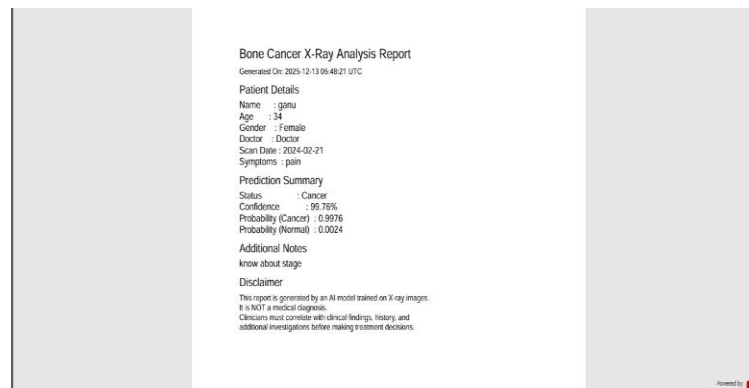 Bone Cancer X-Ray Analysis Report
Generated On: 2025-12-13 05:48:21 UTC
Patient Details
Name : ganu
Age : 34
Gender : Female
Doctor : Doctor
Scan Date : 2024-02-21
Symptoms : pain
Prediction Summary
Status : Cancer
Confidence : 99.76%
Probability (Cancer) : 0.9976
Probability (Normal) : 0.0024
Additional Notes
know about stage
Disclaimer
This report is generated by an AI model trained on X-ray images.
It is NOT a medical diagnosis.
Clinicians must correlate with clinical findings, history, and
additional investigations before making treatment decisions.
Powered by